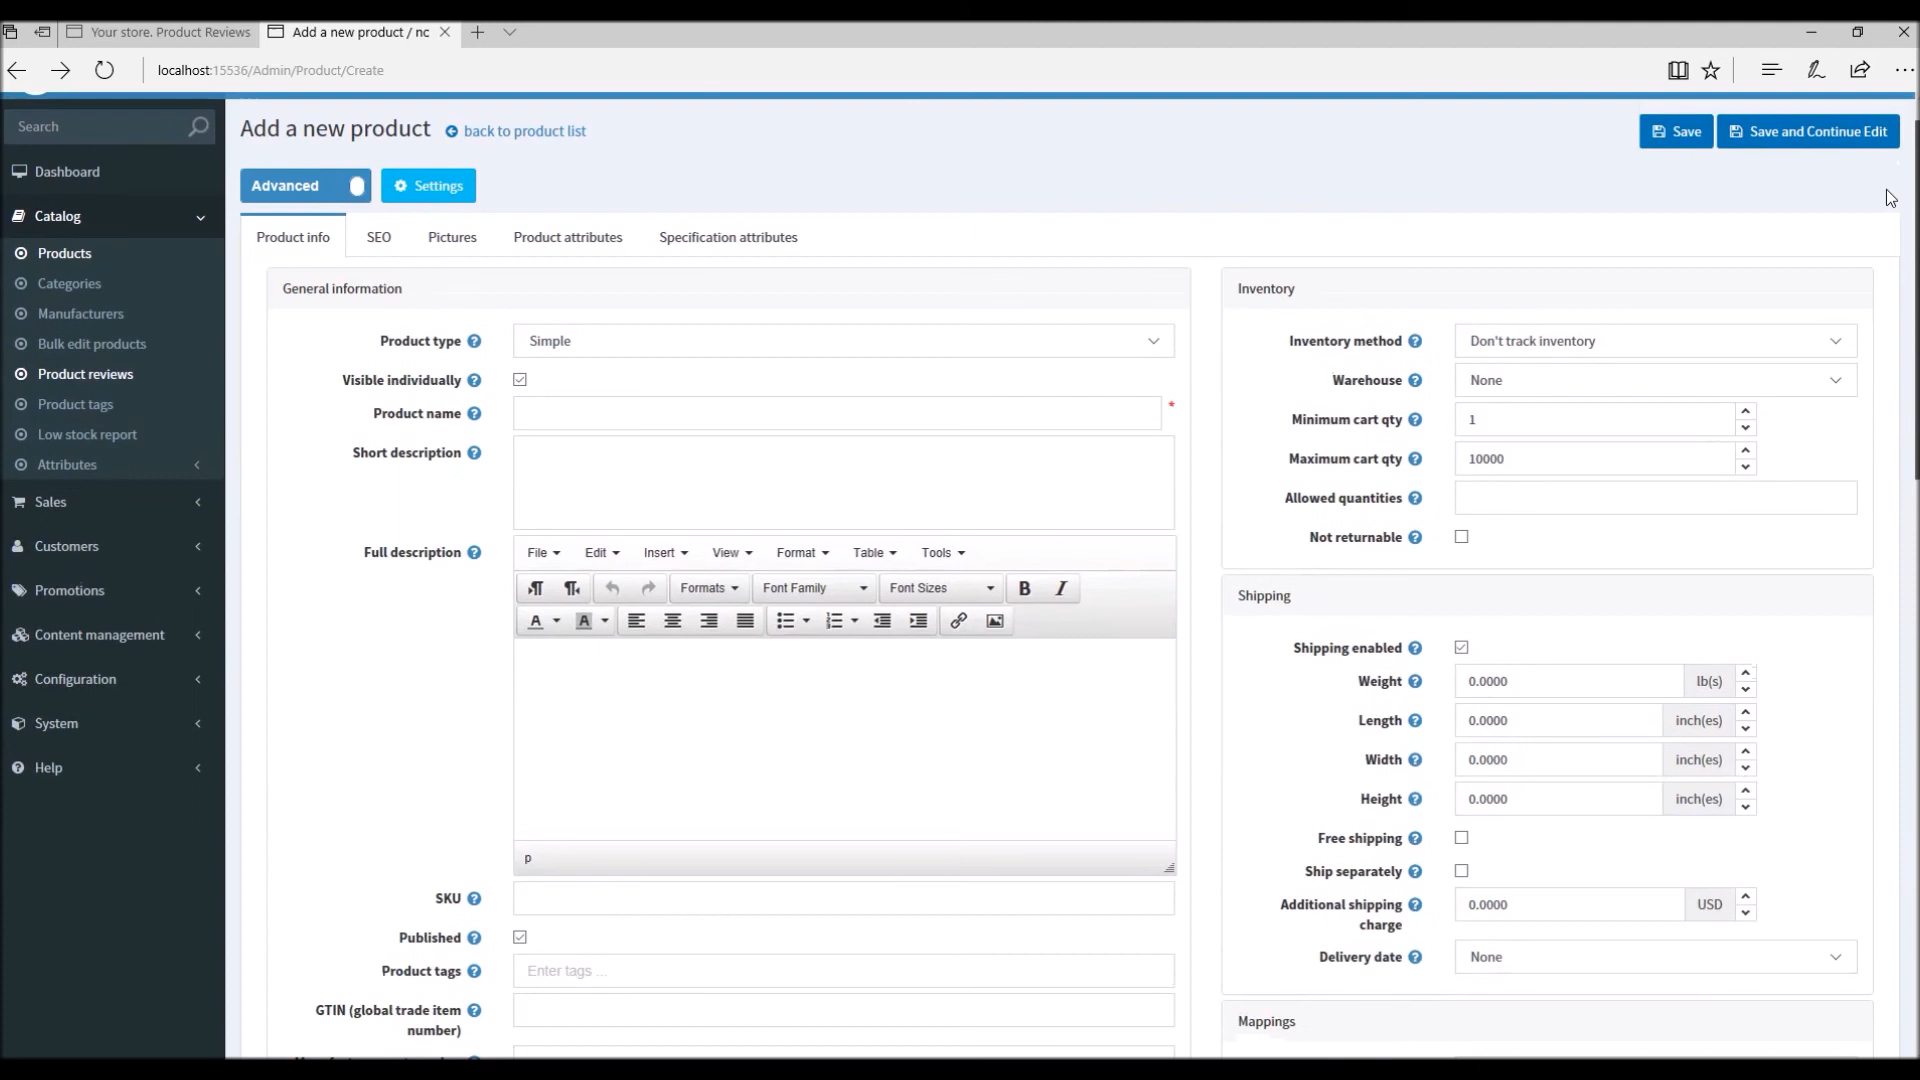 Your store. Product Reviews
Add a new product / nc
localhost:15536/Admin/Product/Create
Search
Dashboard
Catalog
Products
Categories
Manufacturers
Bulk edit products
Product reviews
Product tags
Low stock report
Attributes
Sales
Customers
Promotions
Content management
Configuration
System
Help
Add a new product back to product list
Save
Save and Continue Edit
Advanced
Settings
Product info
SEO
Pictures
Product attributes
Specification attributes
General information
Product type
Simple
Visible individually
Product name
*
Short description
Full description
File Edit Insert View Format Table Tools
Formats Font Family Font Sizes B I
A A
p
SKU
Published
Product tags
Enter tags ...
GTIN (global trade item
number)
Inventory
Inventory method
Don't track inventory
Warehouse
None
Minimum cart qty
1
Maximum cart qty
10000
Allowed quantities
Not returnable
Shipping
Shipping enabled
Weight
0.0000 lb(s)
Length
0.0000 inch(es)
Width
0.0000 inch(es)
Height
0.0000 inch(es)
Free shipping
Ship separately
Additional shipping
charge
0.0000 USD
Delivery date
None
Mappings